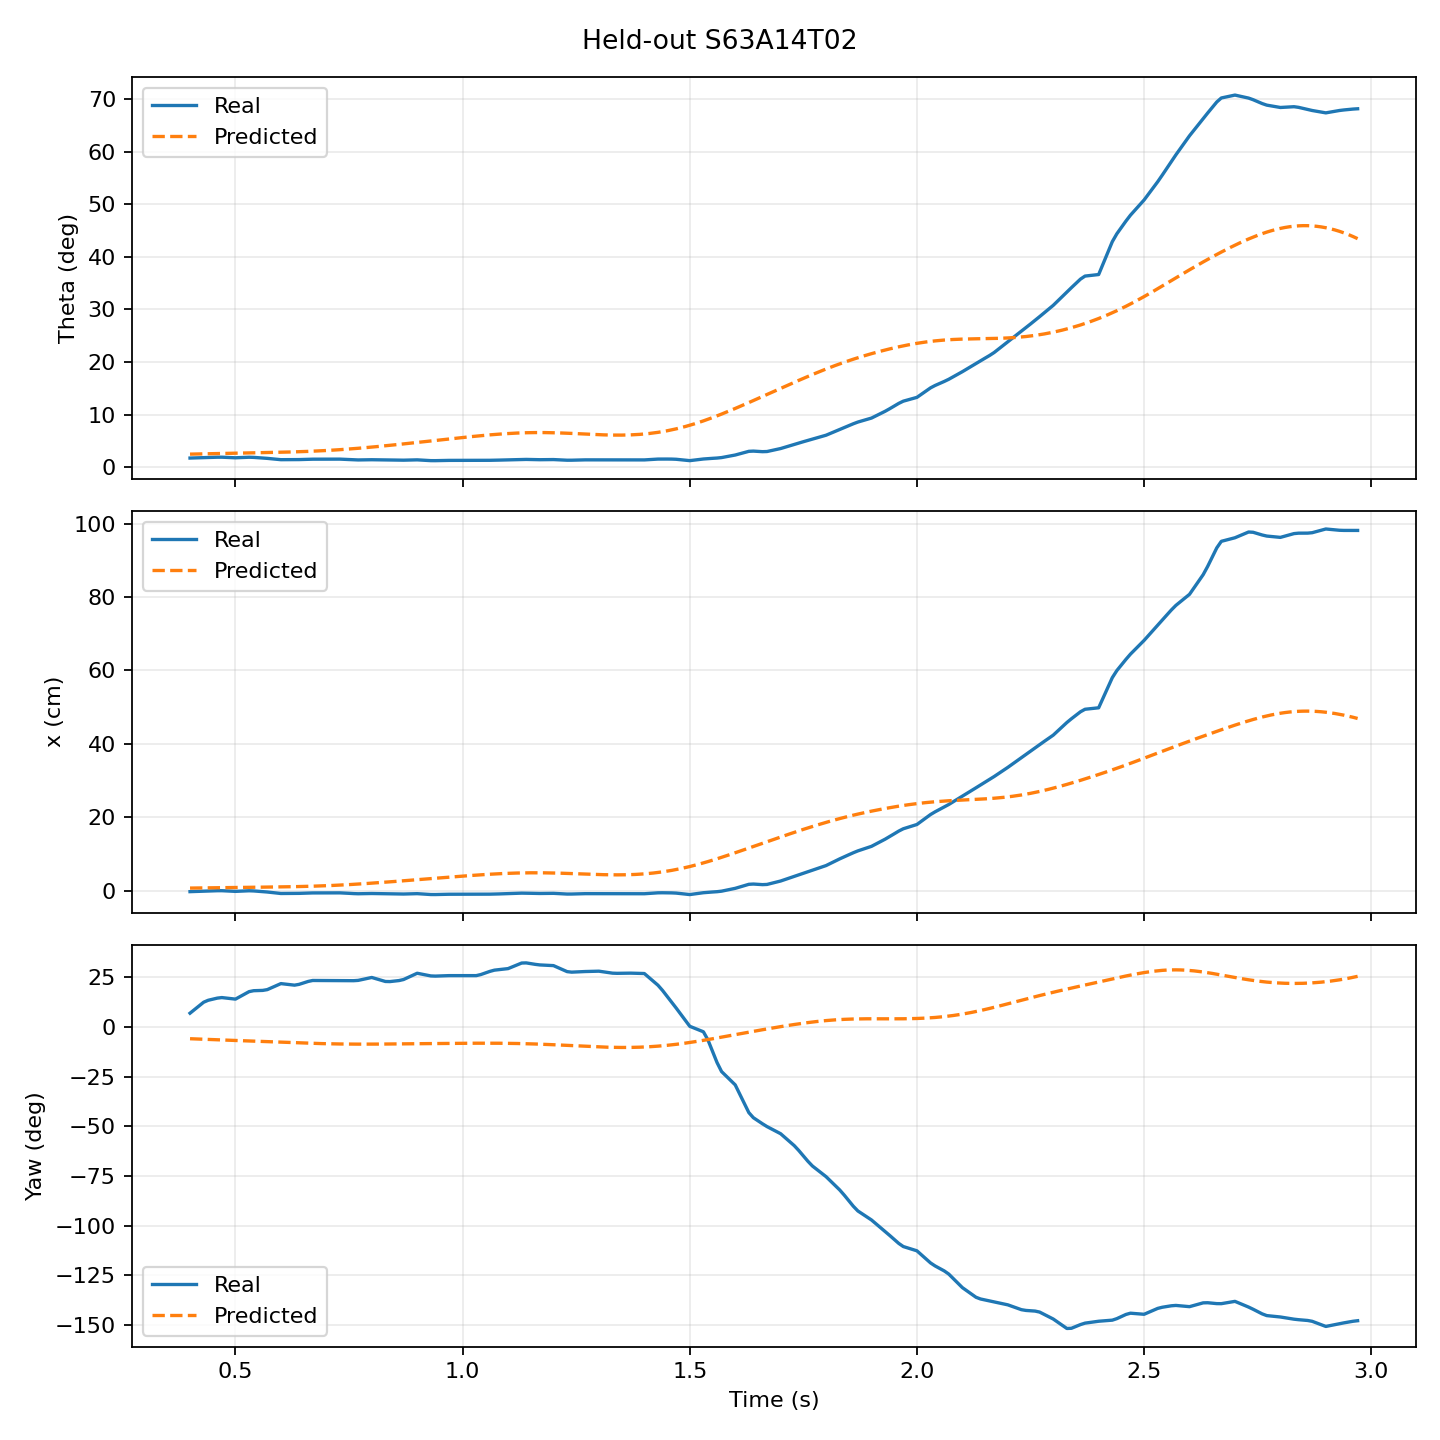 Held-out S63A14T02
Real
Predicted
70
60
50
40
30
20
10
0
Theta (deg)
Real
Predicted
100
80
60
40
20
0
x (cm)
25
0
−25
−50
−75
−100
−125
−150
Yaw (deg)
Real
Predicted
0.5 1.0 1.5 2.0 2.5 3.0
Time (s)